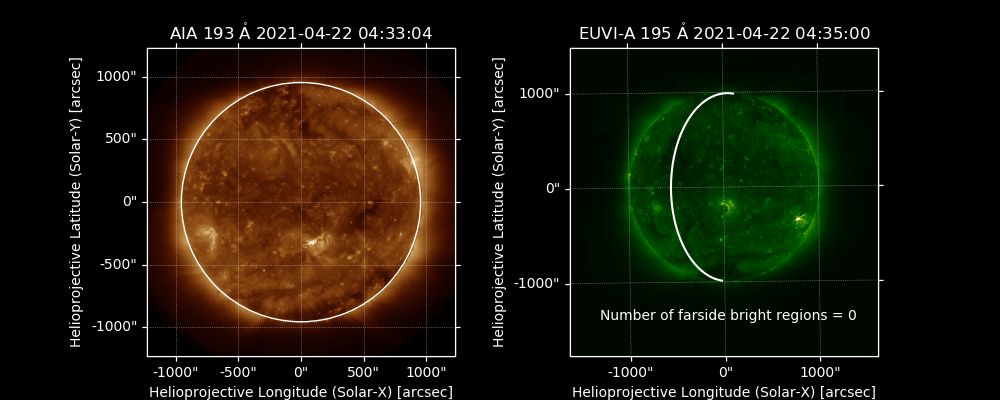 AIA 193 Å 2021-04-22 04:33:04
Helioprojective Latitude (Solar-Y) [arcsec]
1000"
500"
0"
-500"
-1000"
-1000"
-500"
0"
500"
1000"
Helioprojective Longitude (Solar-X) [arcsec]
EUVI-A 195 Å 2021-04-22 04:35:00
Helioprojective Latitude (Solar-Y) [arcsec]
1000"
0"
-1000"
Number of farside bright regions = 0
-1000"
0"
1000"
Helioprojective Longitude (Solar-X) [arcsec]